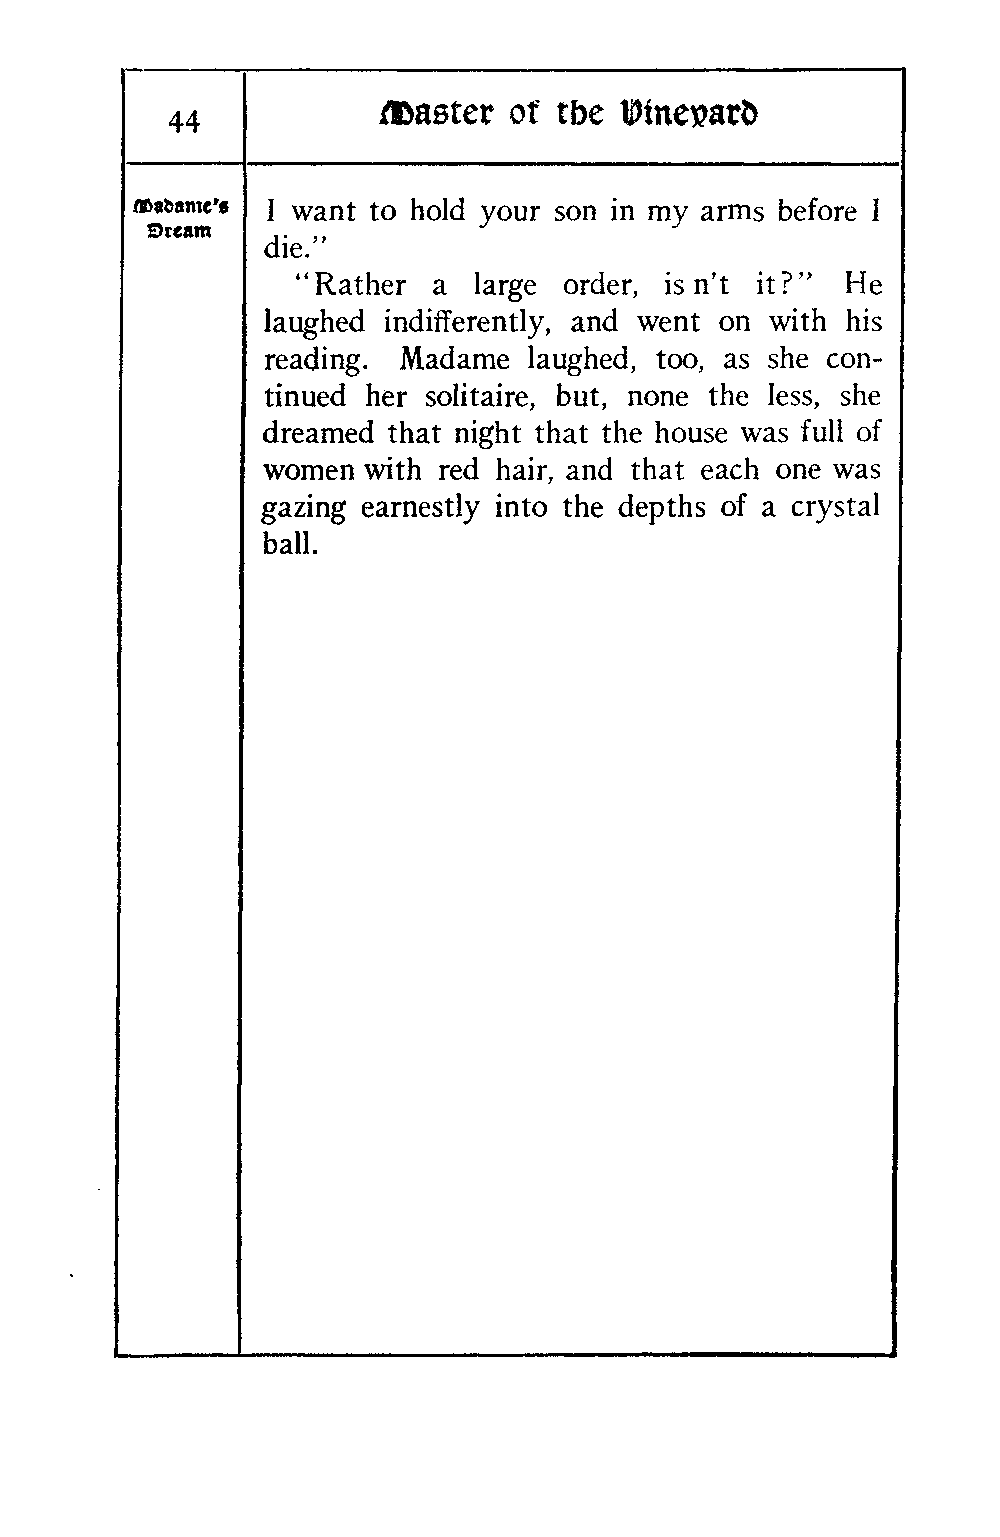 44
Master of the Vineyard
Madame's
Dream
I want to hold your son in my arms before I
die."
"Rather a large order, is n't it?" He
laughed indifferently, and went on with his
reading. Madame laughed, too, as she con-
tinued her solitaire, but, none the less, she
dreamed that night that the house was full of
women with red hair, and that each one was
gazing earnestly into the depths of a crystal
ball.